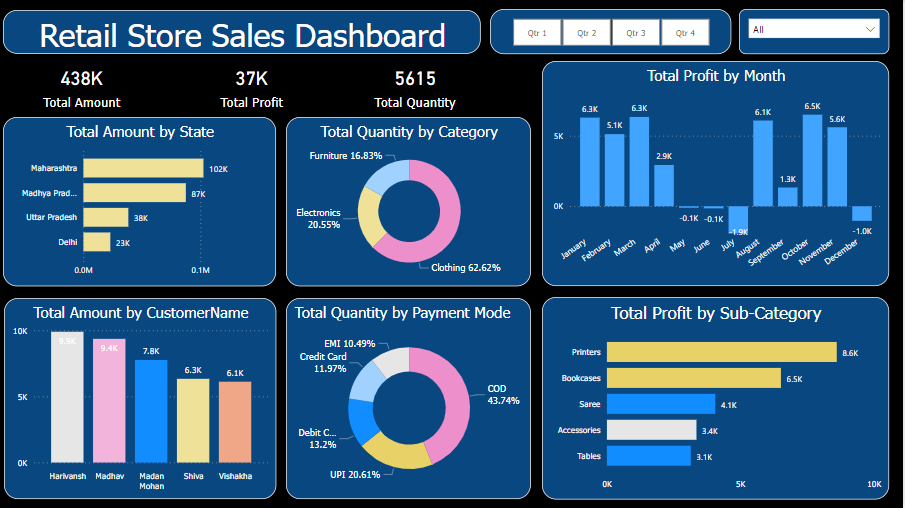 Retail Store Sales Dashboard
Qtr 1 Qtr 2 Qtr 3 Qtr 4
All
438K
Total Amount
37K
Total Profit
5615
Total Quantity
Total Profit by Month
5K
0K
6.3K 5.1K 6.3K 2.9K -0.1K -0.1K -1.9K 6.1K 1.3K 6.5K 5.6K -1.0K
January February March April May June July August September October November December
Total Amount by State
Maharashtra 102K
Madhya Prad... 87K
Uttar Pradesh 38K
Delhi 23K
0.0M 0.1M
Total Quantity by Category
Furniture 16.83%
Electronics
20.55%
Clothing 62.62%
Total Amount by CustomerName
10K
5K
0K
9.9K 9.4K 7.8K 6.3K 6.1K
Harivansh Madhav Madan Shiva Vishakha
Mohan
Total Quantity by Payment Mode
EMI 10.49%
Credit Card
11.97%
Debit C...
13.2%
UPI 20.61%
COD
43.74%
Total Profit by Sub-Category
Printers 8.6K
Bookcases 6.5K
Saree 4.1K
Accessories 3.4K
Tables 3.1K
0K 5K 10K